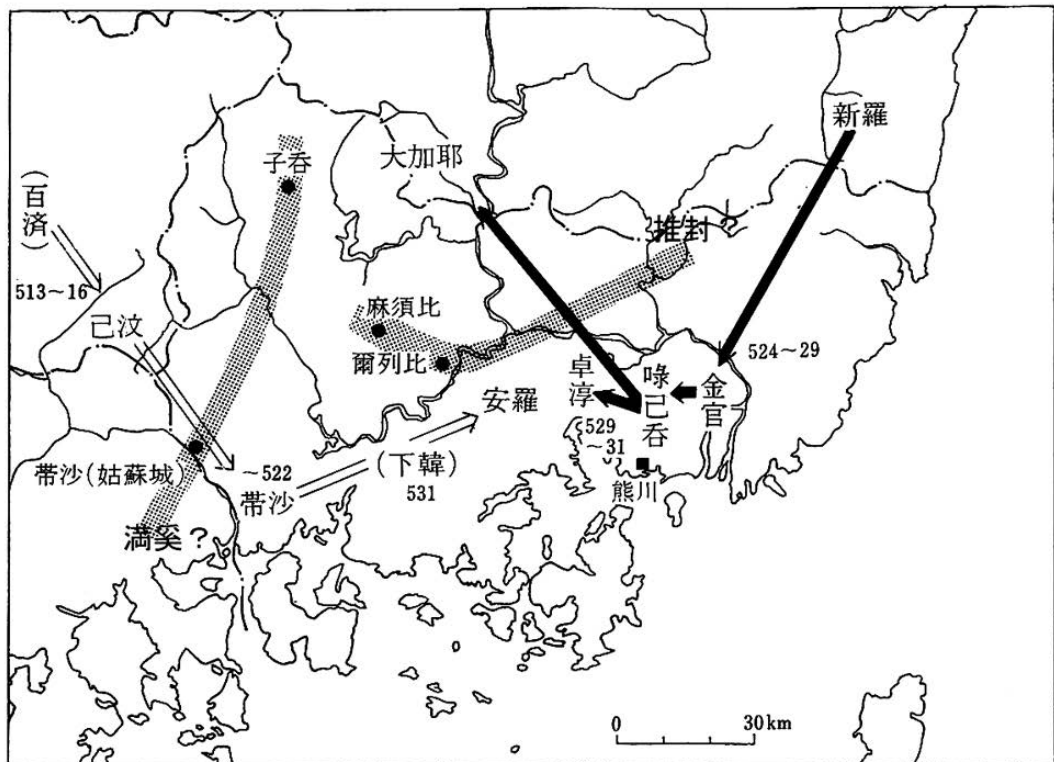 新羅
子呑
大加耶
(百済)
推封?
513～16
己汶
麻須比
爾列比
524～29
卓淳
喙己呑
金官
安羅
529
～31
帯沙(姑蘇城)
～522
(下韓)
531
帯沙
熊川
満奚?
0
30km